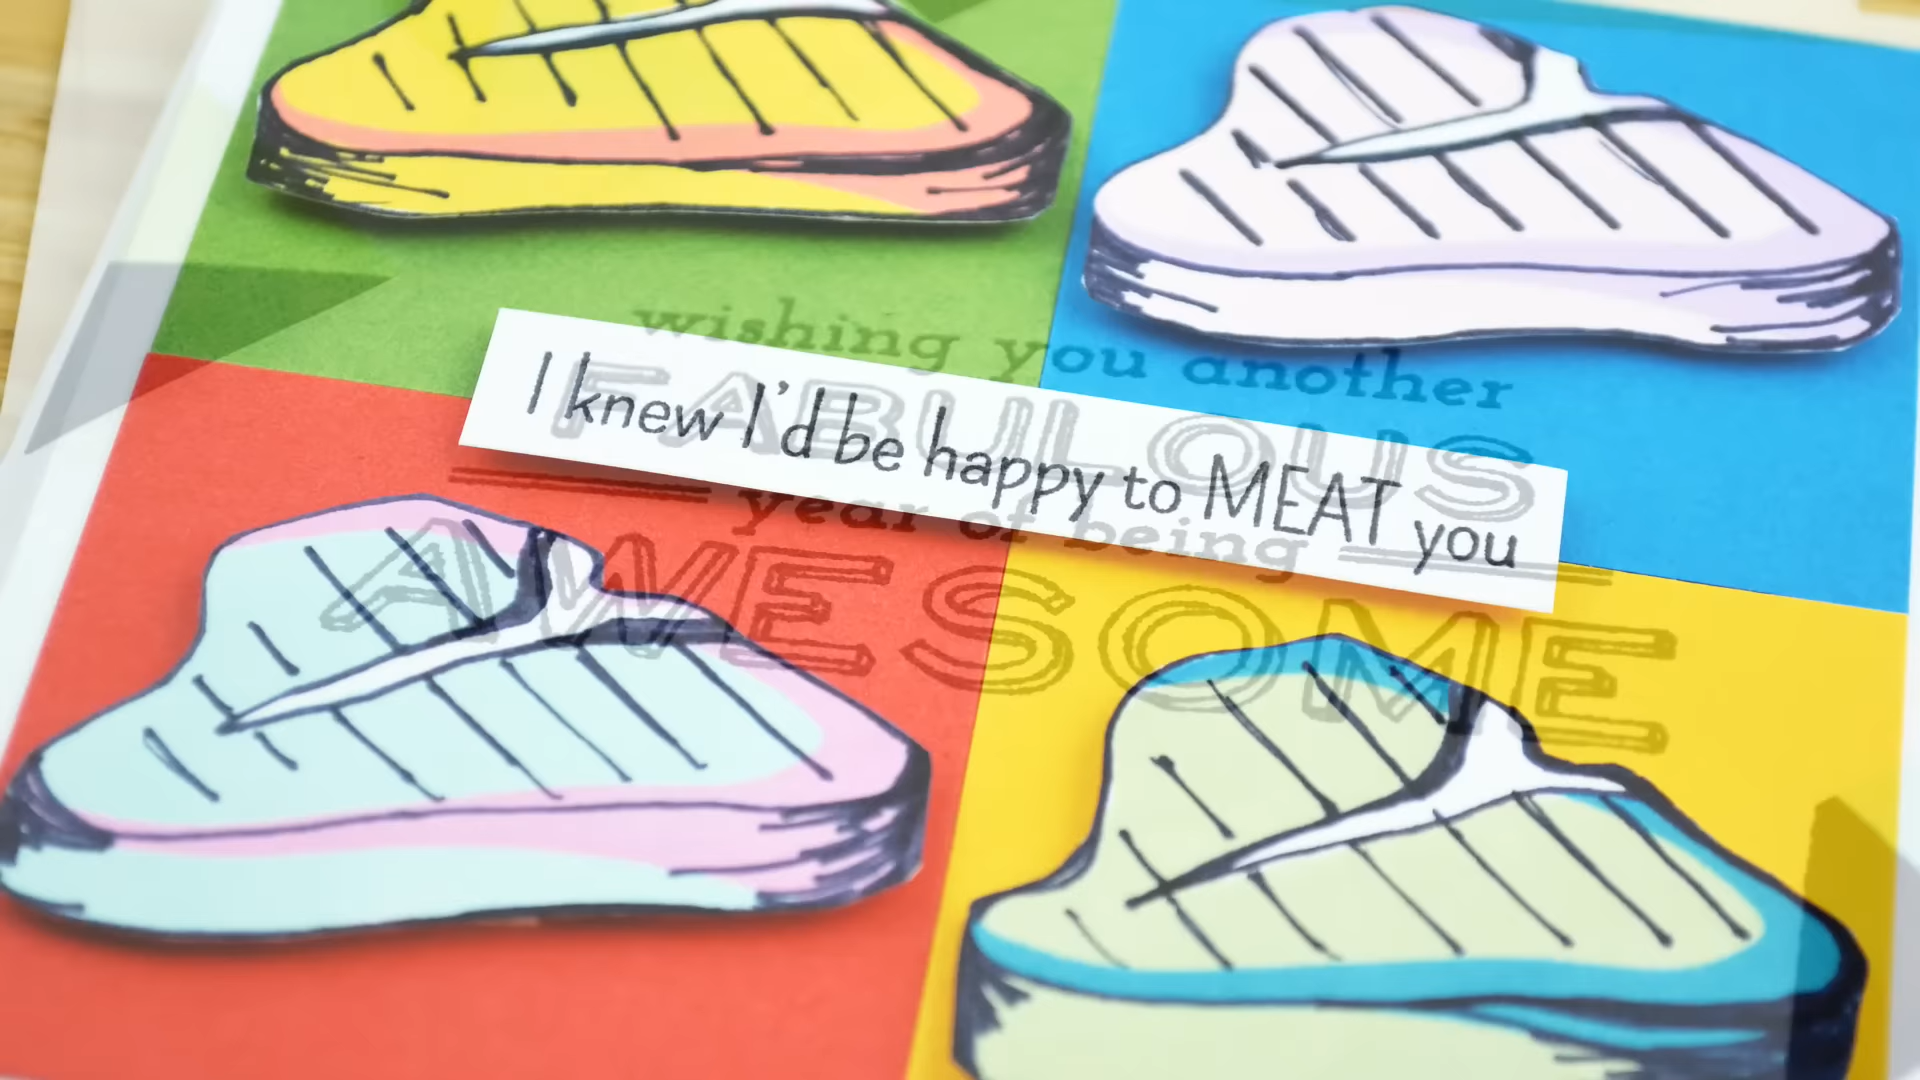 wishing you another
FABULOUS
I knew I'd be happy to MEAT you
year of being
AWESOME